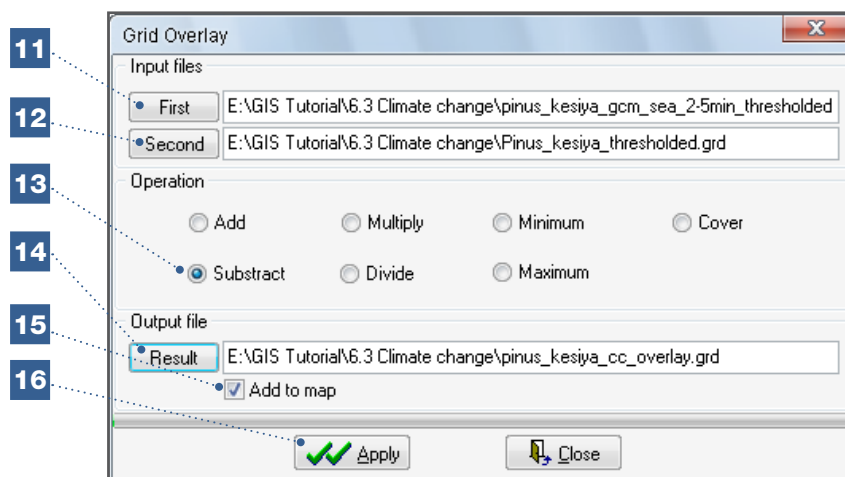 Grid Overlay
x
11
Input files
First
E:\GIS Tutorial\6.3 Climate change\pinus_kesiya_gcm_sea_2-5min_thresholded
12
Second
E:\GIS Tutorial\6.3 Climate change\Pinus_kesiya_thresholded.grd
13
Operation
Add Multiply Minimum Cover
14
Substract Divide Maximum
15
Output file
Result
E:\GIS Tutorial\6.3 Climate change\pinus_kesiya_cc_overlay.grd
16
Add to map
Apply Close